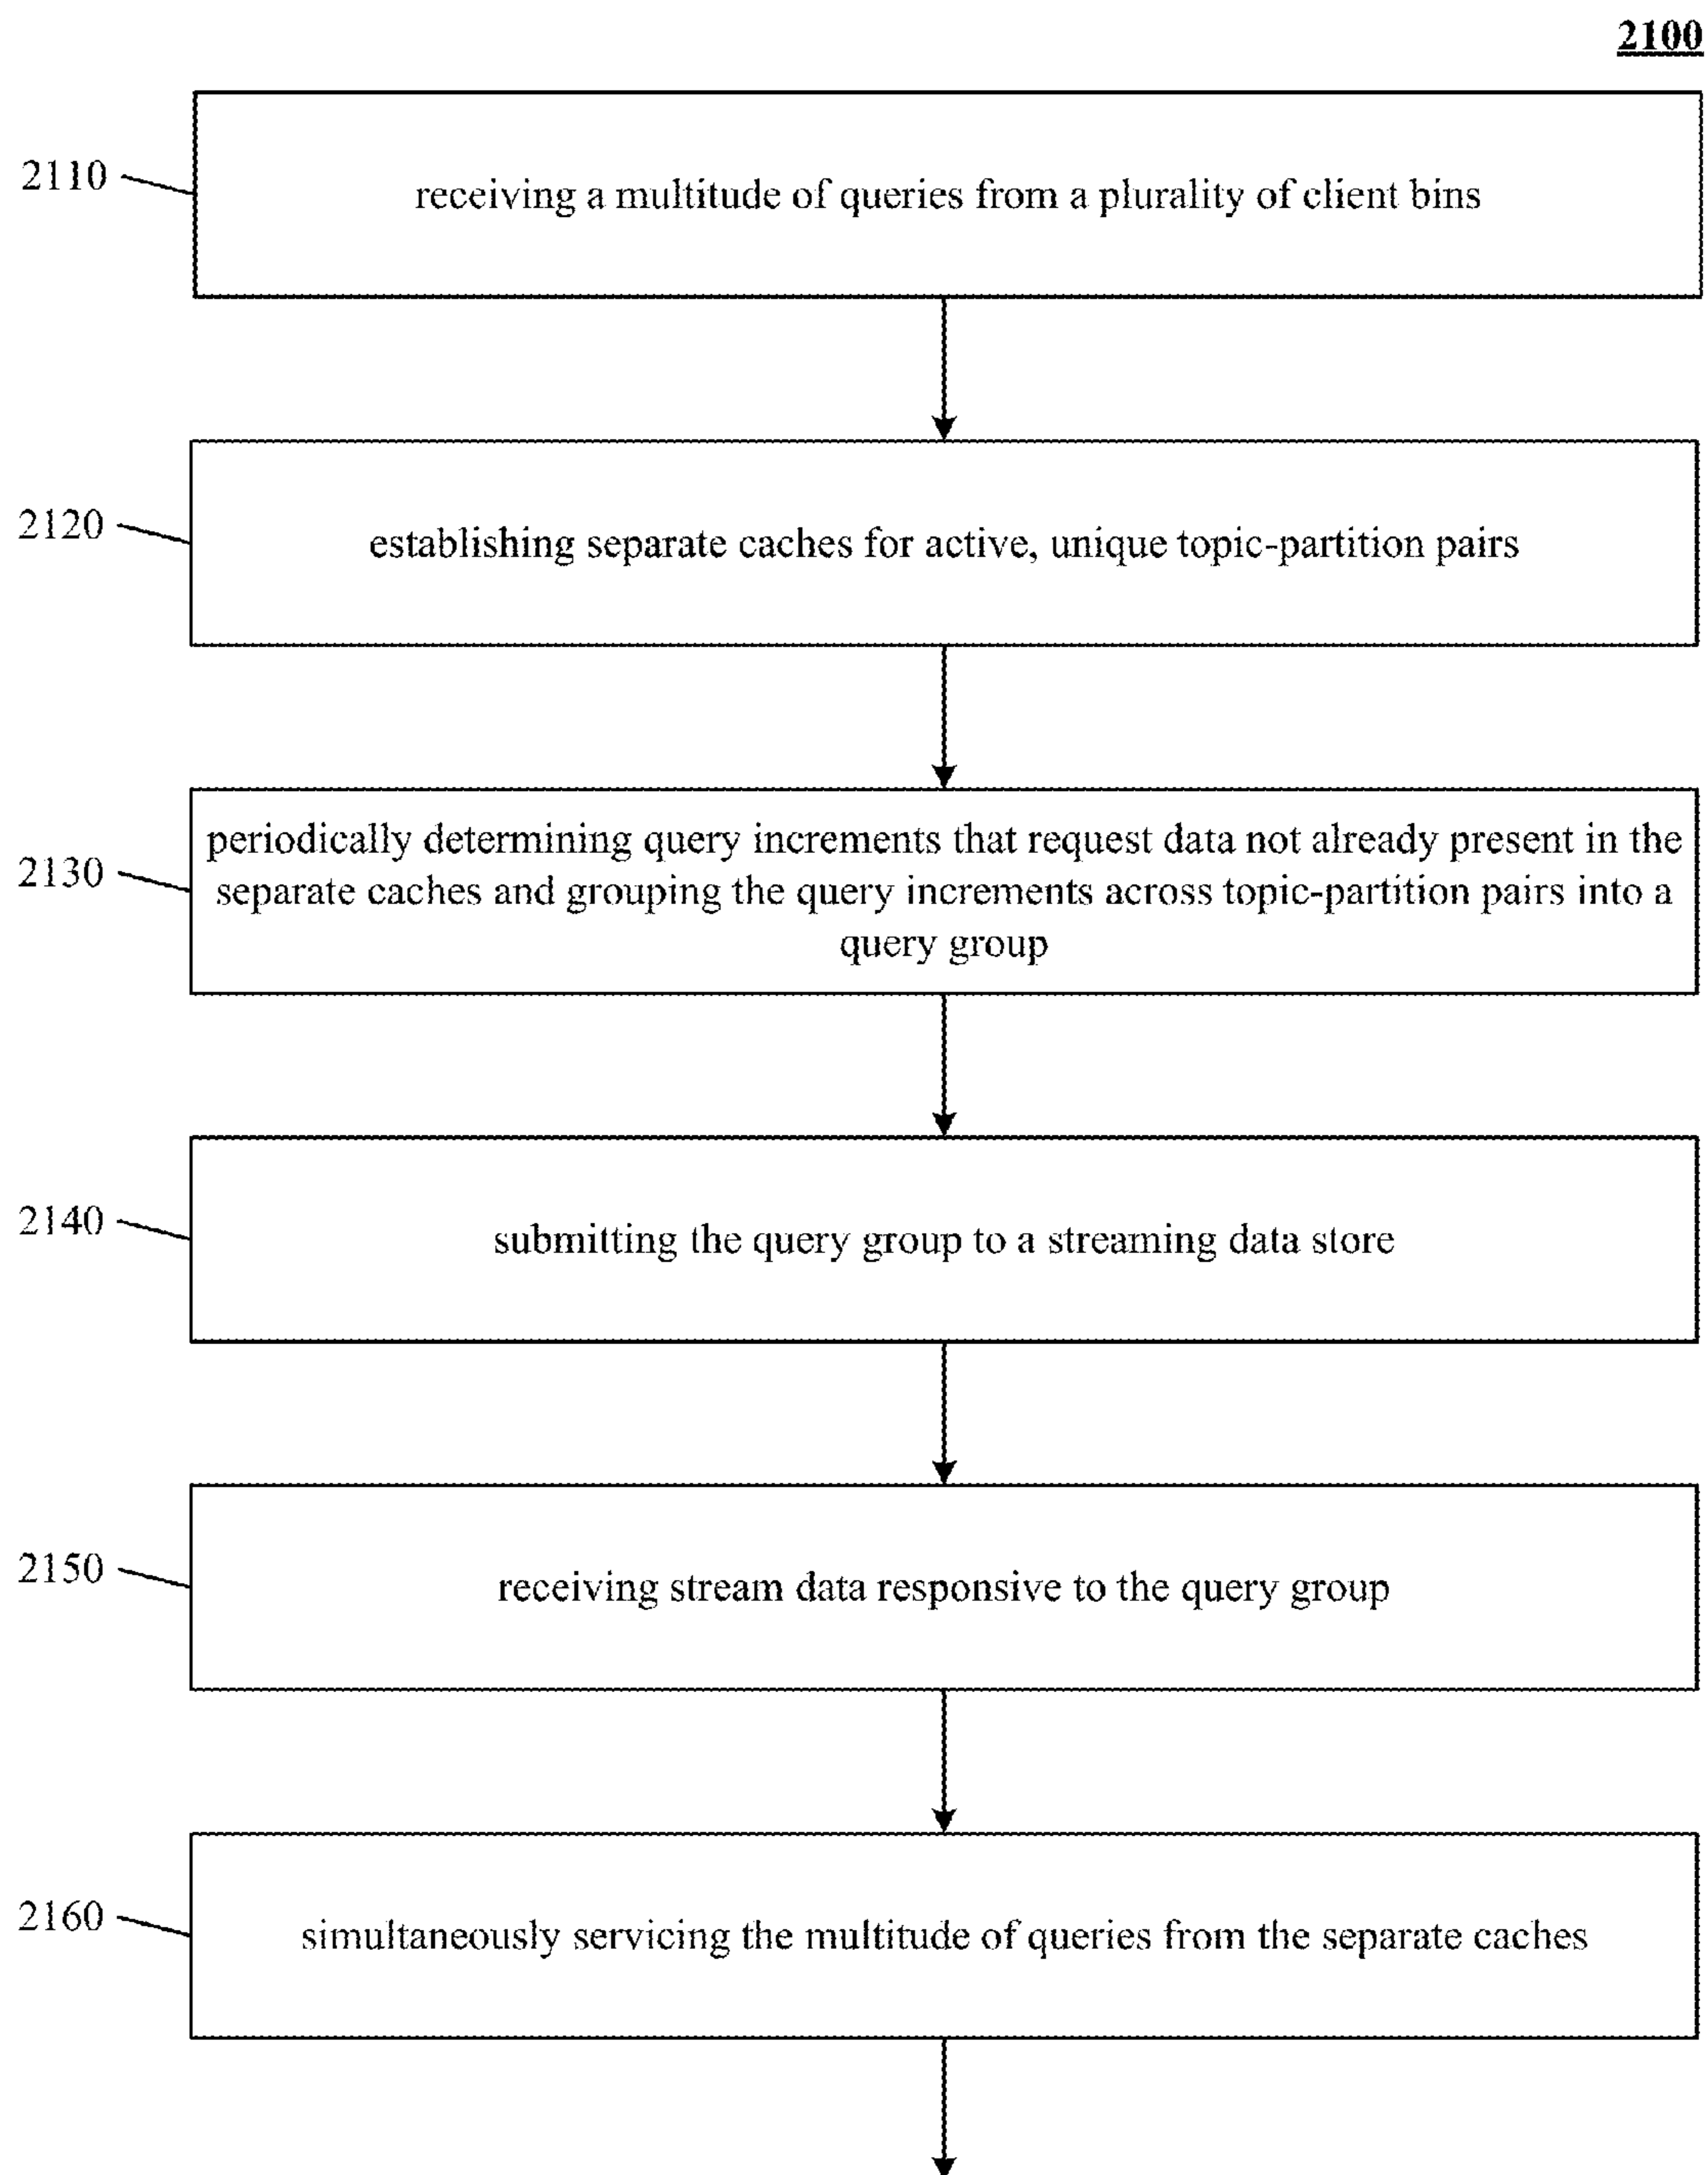 2100
2110
receiving a multitude of queries from a plurality of client bins
2120
establishing separate caches for active, unique topic-partition pairs
2130
periodically determining query increments that request data not already present in the
separate caches and grouping the query increments across topic-partition pairs into a
query group
2140
submitting the query group to a streaming data store
2150
receiving stream data responsive to the query group
2160
simultaneously servicing the multitude of queries from the separate caches